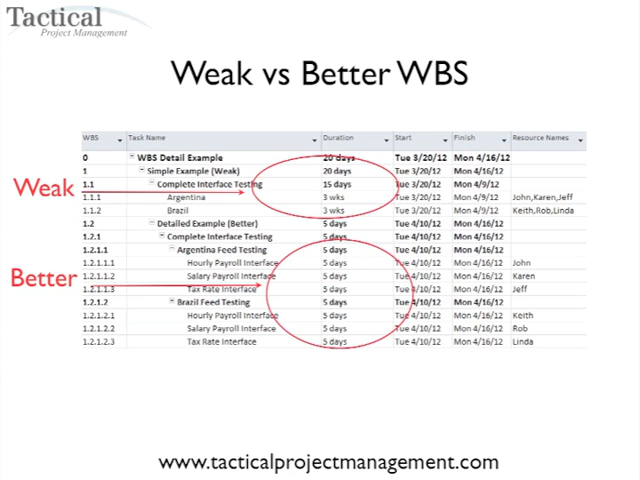 Tactical
Project Management
Weak vs Better WBS
WBS Task Name Duration Start Finish Resource Names
0 WBS Detail Example 20 days Tue 3/20/12 Mon 4/16/12
1 Simple Example (Weak) 20 days Tue 3/20/12 Mon 4/16/12
1.1 Complete Interface Testing 15 days Tue 3/20/12 Mon 4/9/12
Weak
1.1.1 Argentina 3 wks Tue 3/20/12 Mon 4/9/12 John,Karen,Jeff
1.1.2 Brazil 3 wks Tue 3/20/12 Mon 4/9/12 Keith,Rob,Linda
1.2 Detailed Example (Better) 5 days Tue 4/10/12 Mon 4/16/12
1.2.1 Complete Interface Testing 5 days Tue 4/10/12 Mon 4/16/12
1.2.1.1 Argentina Feed Testing 5 days Tue 4/10/12 Mon 4/16/12
1.2.1.1.1 Hourly Payroll Interface 5 days Tue 4/10/12 Mon 4/16/12 John
Better
1.2.1.1.2 Salary Payroll Interface 5 days Tue 4/10/12 Mon 4/16/12 Karen
1.2.1.1.3 Tax Rate Interface 5 days Tue 4/10/12 Mon 4/16/12 Jeff
1.2.1.2 Brazil Feed Testing 5 days Tue 4/10/12 Mon 4/16/12
1.2.1.2.1 Hourly Payroll Interface 5 days Tue 4/10/12 Mon 4/16/12 Keith
1.2.1.2.2 Salary Payroll Interface 5 days Tue 4/10/12 Mon 4/16/12 Rob
1.2.1.2.3 Tax Rate Interface 5 days Tue 4/10/12 Mon 4/16/12 Linda
www.tacticalprojectmanagement.com